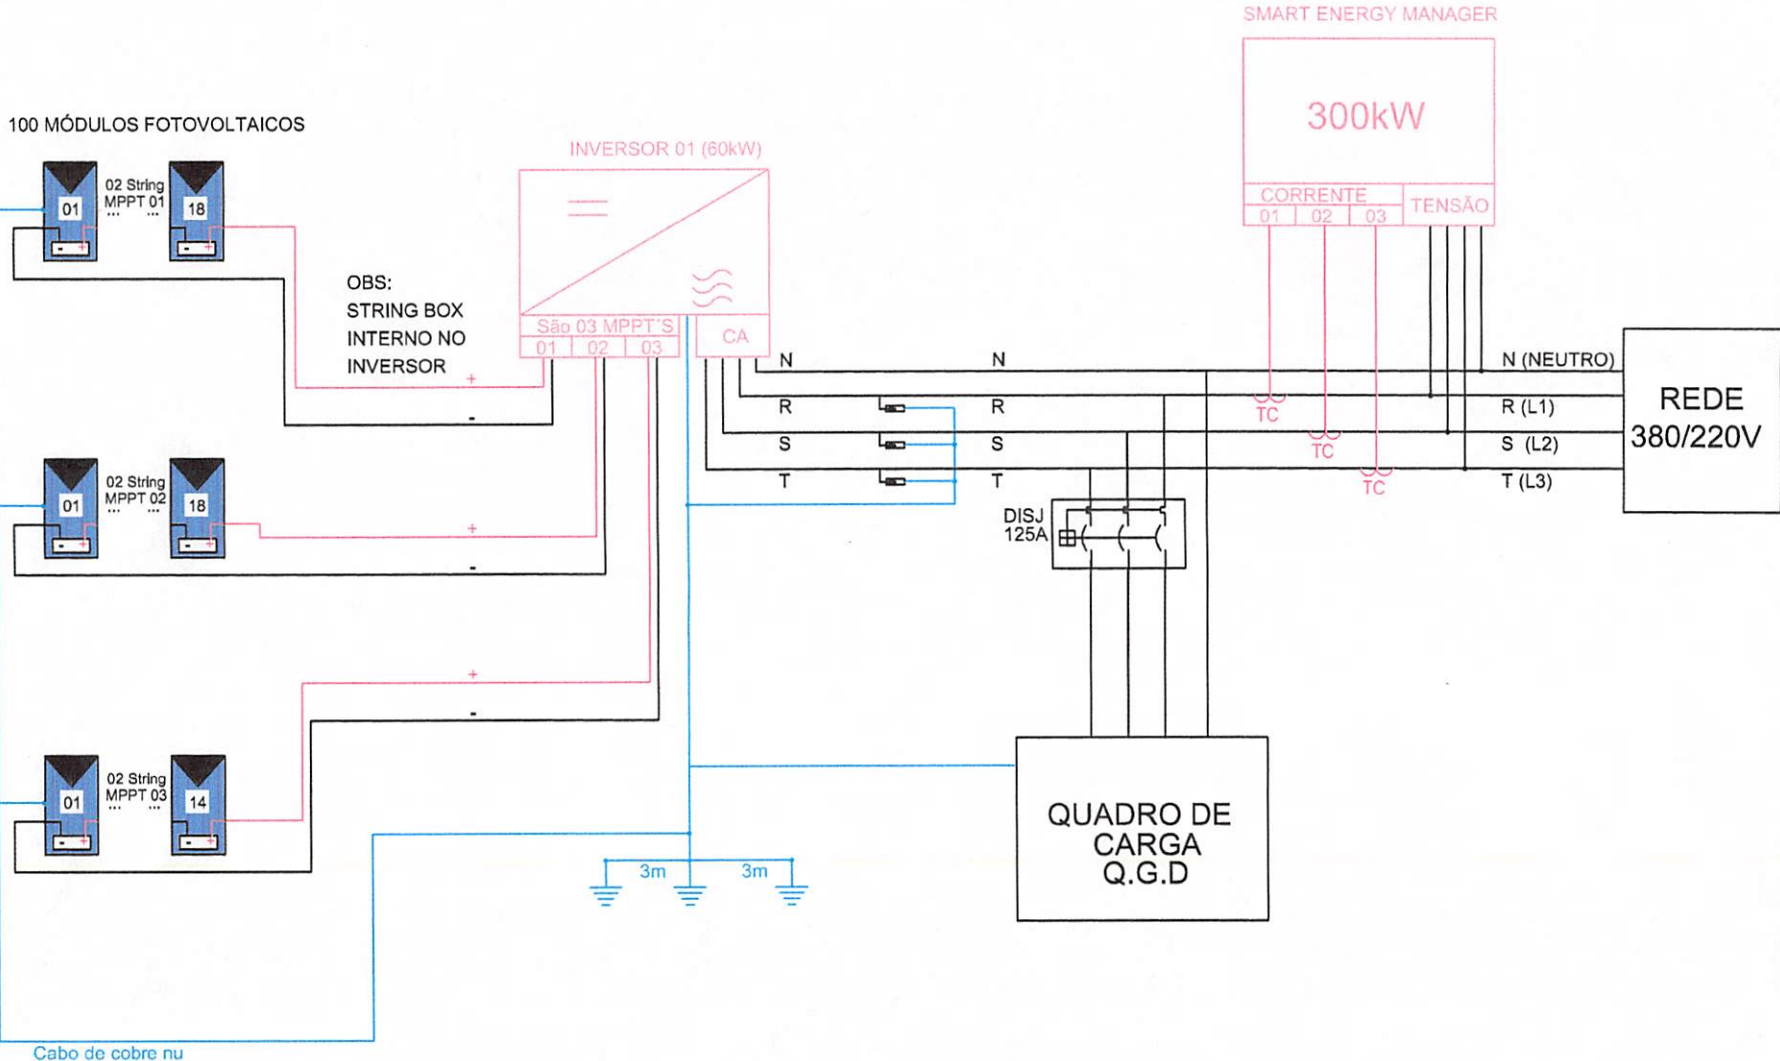 SMART ENERGY MANAGER
300kW
CORRENTE
01 02 03
TENSÃO
100 MÓDULOS FOTOVOLTAICOS
01
02 String
MPPT 01
... ...
18
- +
- +
INVERSOR 01 (60kW)
OBS:
STRING BOX
INTERNO NO
INVERSOR
São 03 MPPT´S
01 02 03
CA
+
-
N
R
S
T
N
R
S
T
TC
TC
TC
N (NEUTRO)
R (L1)
S (L2)
T (L3)
REDE
380/220V
01
02 String
MPPT 02
... ...
18
- +
- +
+
-
DISJ
125A
+
-
01
02 String
MPPT 03
... ...
14
- +
- +
QUADRO DE
CARGA
Q.G.D
3m
3m
Cabo de cobre nu